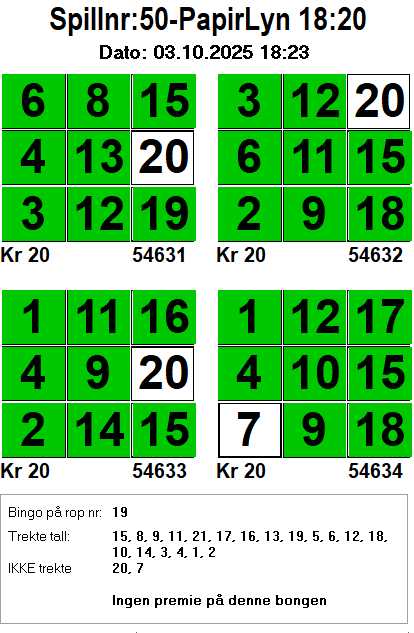 Spillnr:50-PapirLyn 18:20
Dato: 03.10.2025 18:23
6 8 15
4 13 20
3 12 19
Kr 20 54631
3 12 20
6 11 15
2 9 18
Kr 20 54632
1 11 16
4 9 20
2 14 15
Kr 20 54633
1 12 17
4 10 15
7 9 18
Kr 20 54634
Bingo på rop nr: 19
Trekte tall: 15, 8, 9, 11, 21, 17, 16, 13, 19, 5, 6, 12, 18,
10, 14, 3, 4, 1, 2
IKKE trekte 20, 7
Ingen premie på denne bongen